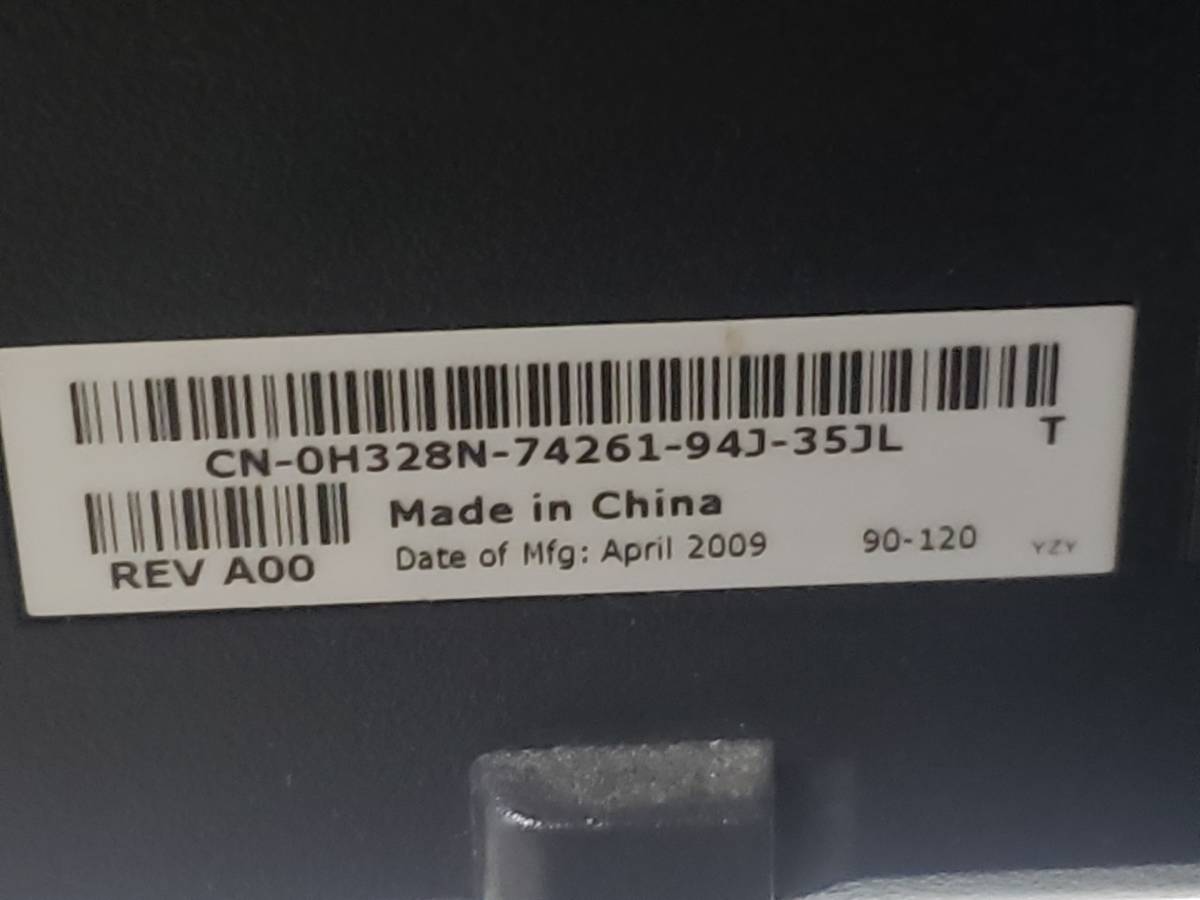 CN-0H328N-74261-94J-35JL T
REV A00
Made in China
Date of Mfg: April 2009 90-120 YZY